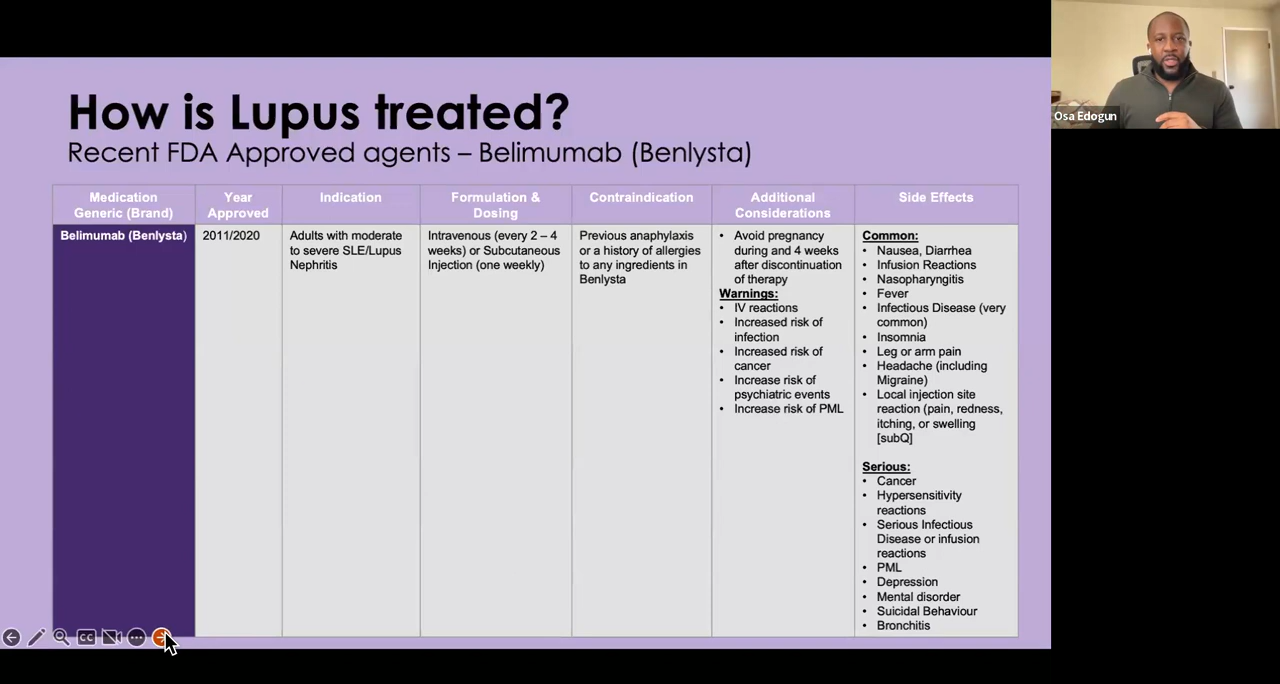 How is Lupus treated?
Recent FDA Approved agents – Belimumab (Benlysta)
Medication
Generic (Brand)
Year
Approved
Indication
Formulation &
Dosing
Contraindication
Additional
Considerations
Side Effects
Belimumab (Benlysta)
2011/2020
Adults with moderate
to severe SLE/Lupus
Nephritis
Intravenous (every 2 – 4
weeks) or Subcutaneous
Injection (one weekly)
Previous anaphylaxis
or a history of allergies
to any ingredients in
Benlysta
• Avoid pregnancy
during and 4 weeks
after discontinuation
of therapy
Warnings:
• IV reactions
• Increased risk of
infection
• Increased risk of
cancer
• Increase risk of
psychiatric events
• Increase risk of PML
Common:
• Nausea, Diarrhea
• Infusion Reactions
• Nasopharyngitis
• Fever
• Infectious Disease (very
common)
• Insomnia
• Leg or arm pain
• Headache (including
Migraine)
• Local injection site
reaction (pain, redness,
itching, or swelling
[subQ]
Serious:
• Cancer
• Hypersensitivity
reactions
• Serious Infectious
Disease or infusion
reactions
• PML
• Depression
• Mental disorder
• Suicidal Behaviour
• Bronchitis
CC
Osa Edogun